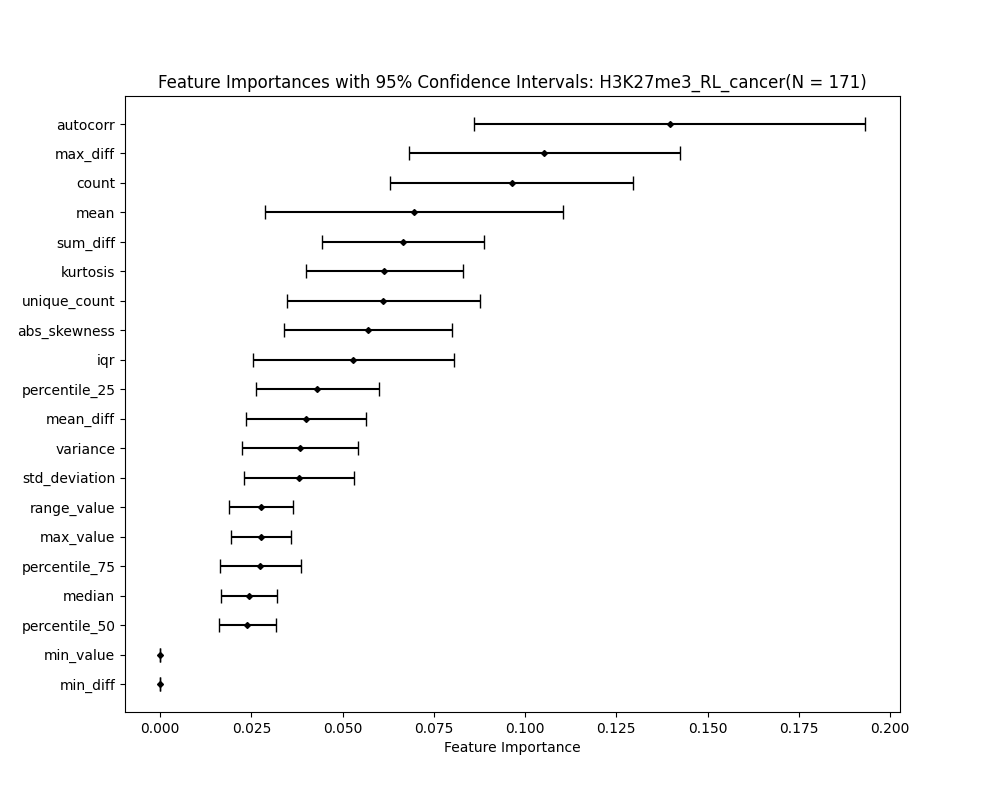 Feature Importances with 95% Confidence Intervals: H3K27me3_RL_cancer(N = 171)
autocorr
max_diff
count
mean
sum_diff
kurtosis
unique_count
abs_skewness
iqr
percentile_25
mean_diff
variance
std_deviation
range_value
max_value
percentile_75
median
percentile_50
min_value
min_diff
0.000 0.025 0.050 0.075 0.100 0.125 0.150 0.175 0.200
Feature Importance